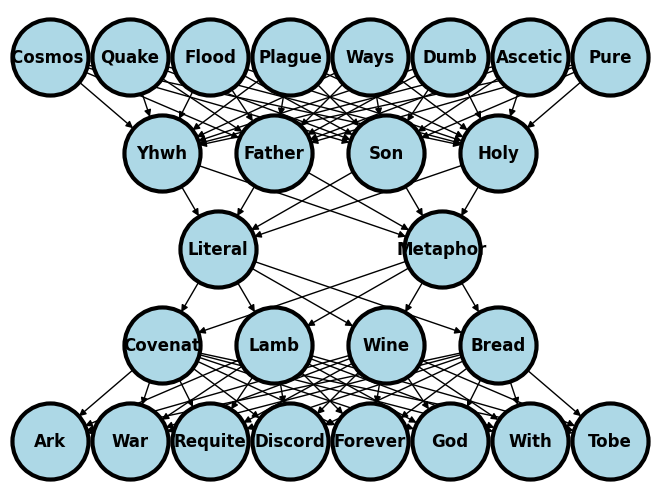 Cosmos Quake Flood Plague Ways Dumb Ascetic Pure
Yhwh Father Son Holy
Literal Metaphor
Covenat Lamb Wine Bread
Ark War Requite Discord Forever God With Tobe